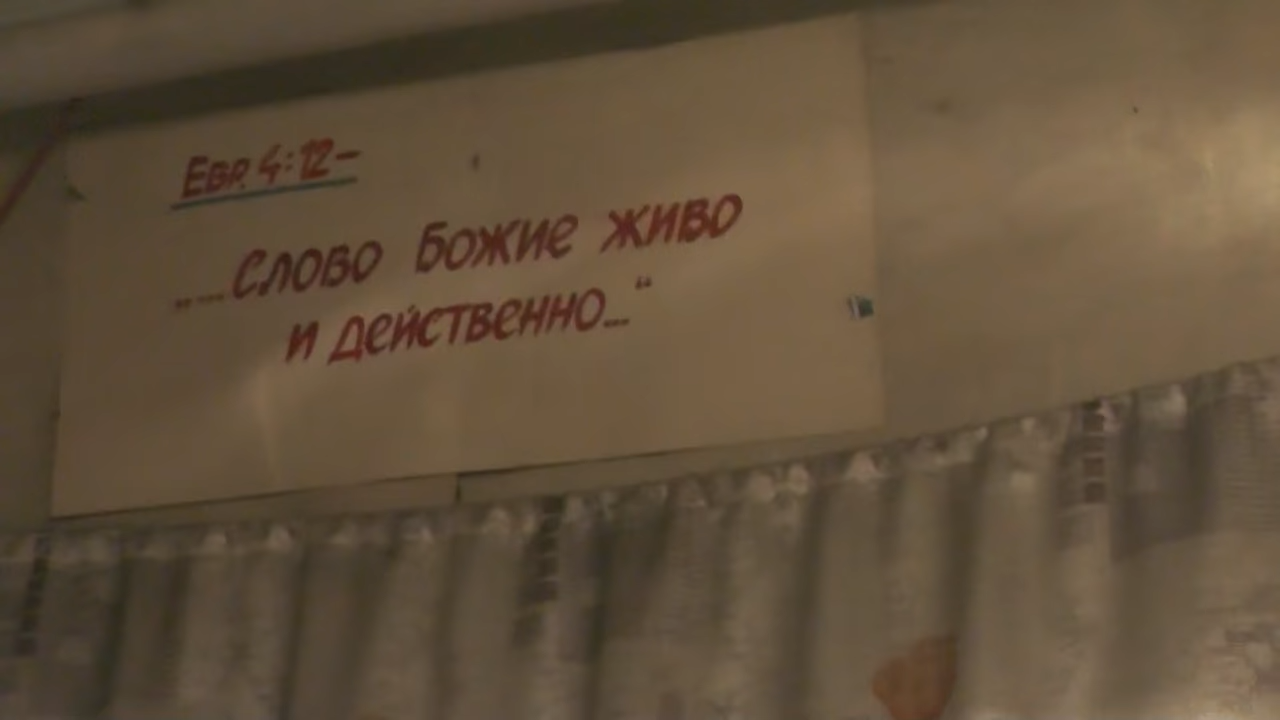 Евр. 4:12–
„....Слово Божие живо
и действенно...“